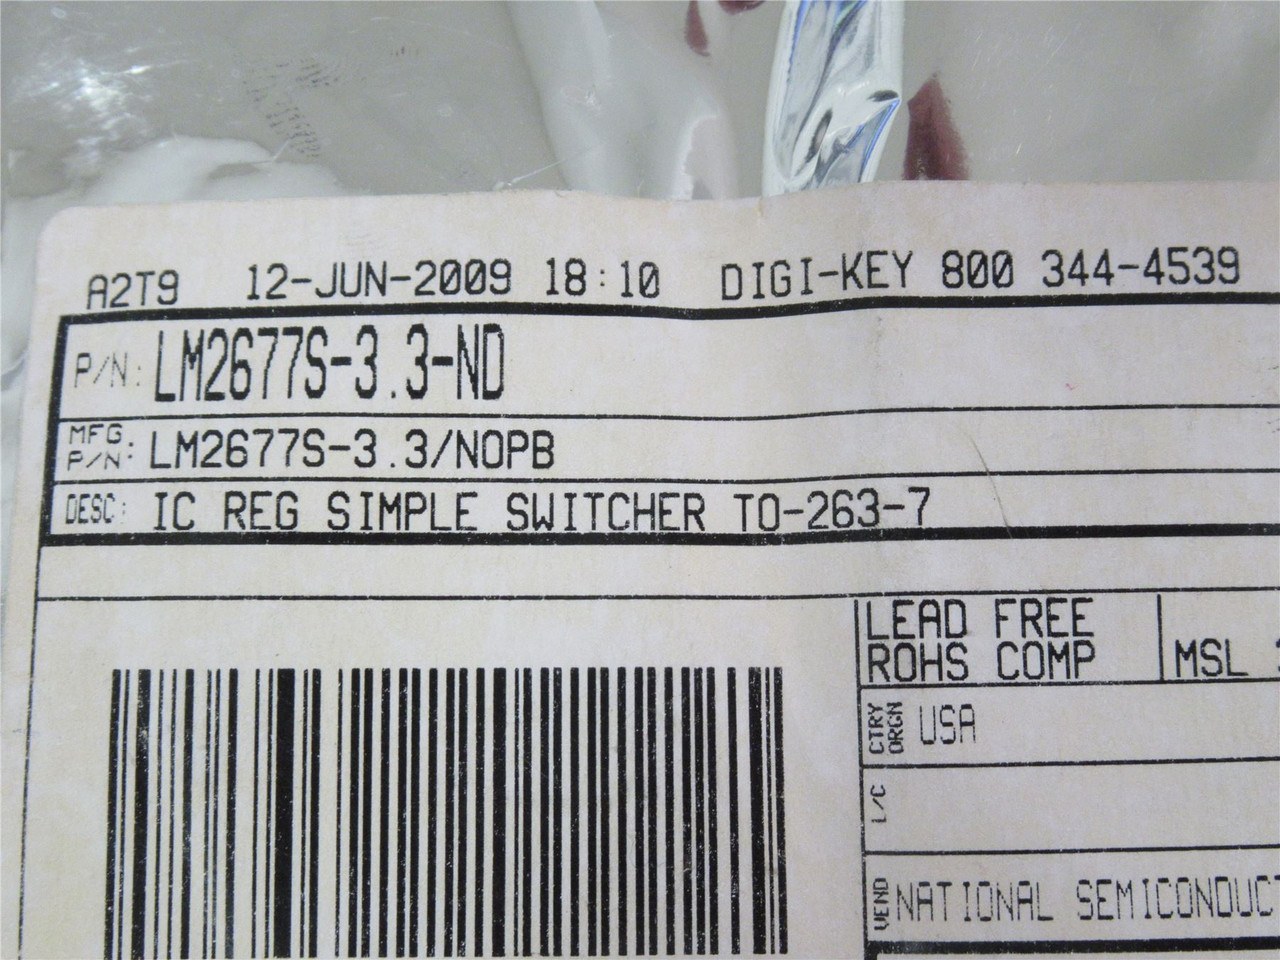 A2T9 12-JUN-2009 18:10 DIGI-KEY 800 344-4539
P/N: LM2677S-3.3-ND
MFG. P/N: LM2677S-3.3/NOPB
DESC: IC REG SIMPLE SWITCHER TO-263-7
LEAD FREE
ROHS COMP
MSL
CTRY ORGN USA
L/C
VEND NATIONAL SEMICONDUCT